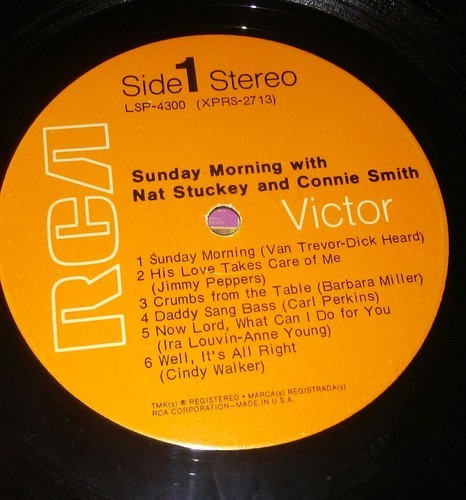 Side 1 Stereo
LSP-4300 (XPRS-2713)
RCA
Sunday Morning with
Nat Stuckey and Connie Smith
Victor
1 Sunday Morning (Van Trevor-Dick Heard)
2 His Love Takes Care of Me
(Jimmy Peppers)
3 Crumbs from the Table (Barbara Miller)
4 Daddy Sang Bass (Carl Perkins)
5 Now Lord, What Can I Do for You
(Ira Louvin-Anne Young)
6 Well, It's All Right
(Cindy Walker)
TMK(s) ® REGISTERED • MARCA(s) REGISTRADA(s)
RCA CORPORATION—MADE IN U.S.A.